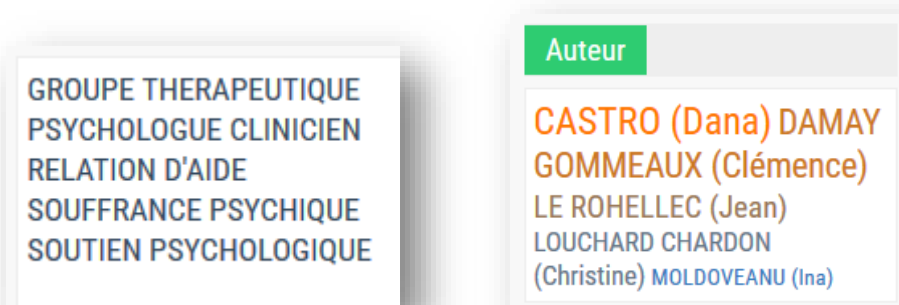 GROUPE THERAPEUTIQUE
PSYCHOLOGUE CLINICIEN
RELATION D'AIDE
SOUFFRANCE PSYCHIQUE
SOUTIEN PSYCHOLOGIQUE
Auteur
CASTRO (Dana) DAMAY
GOMMEAUX (Clémence)
LE ROHELLEC (Jean)
LOUCHARD CHARDON
(Christine) MOLDOVEANU (Ina)